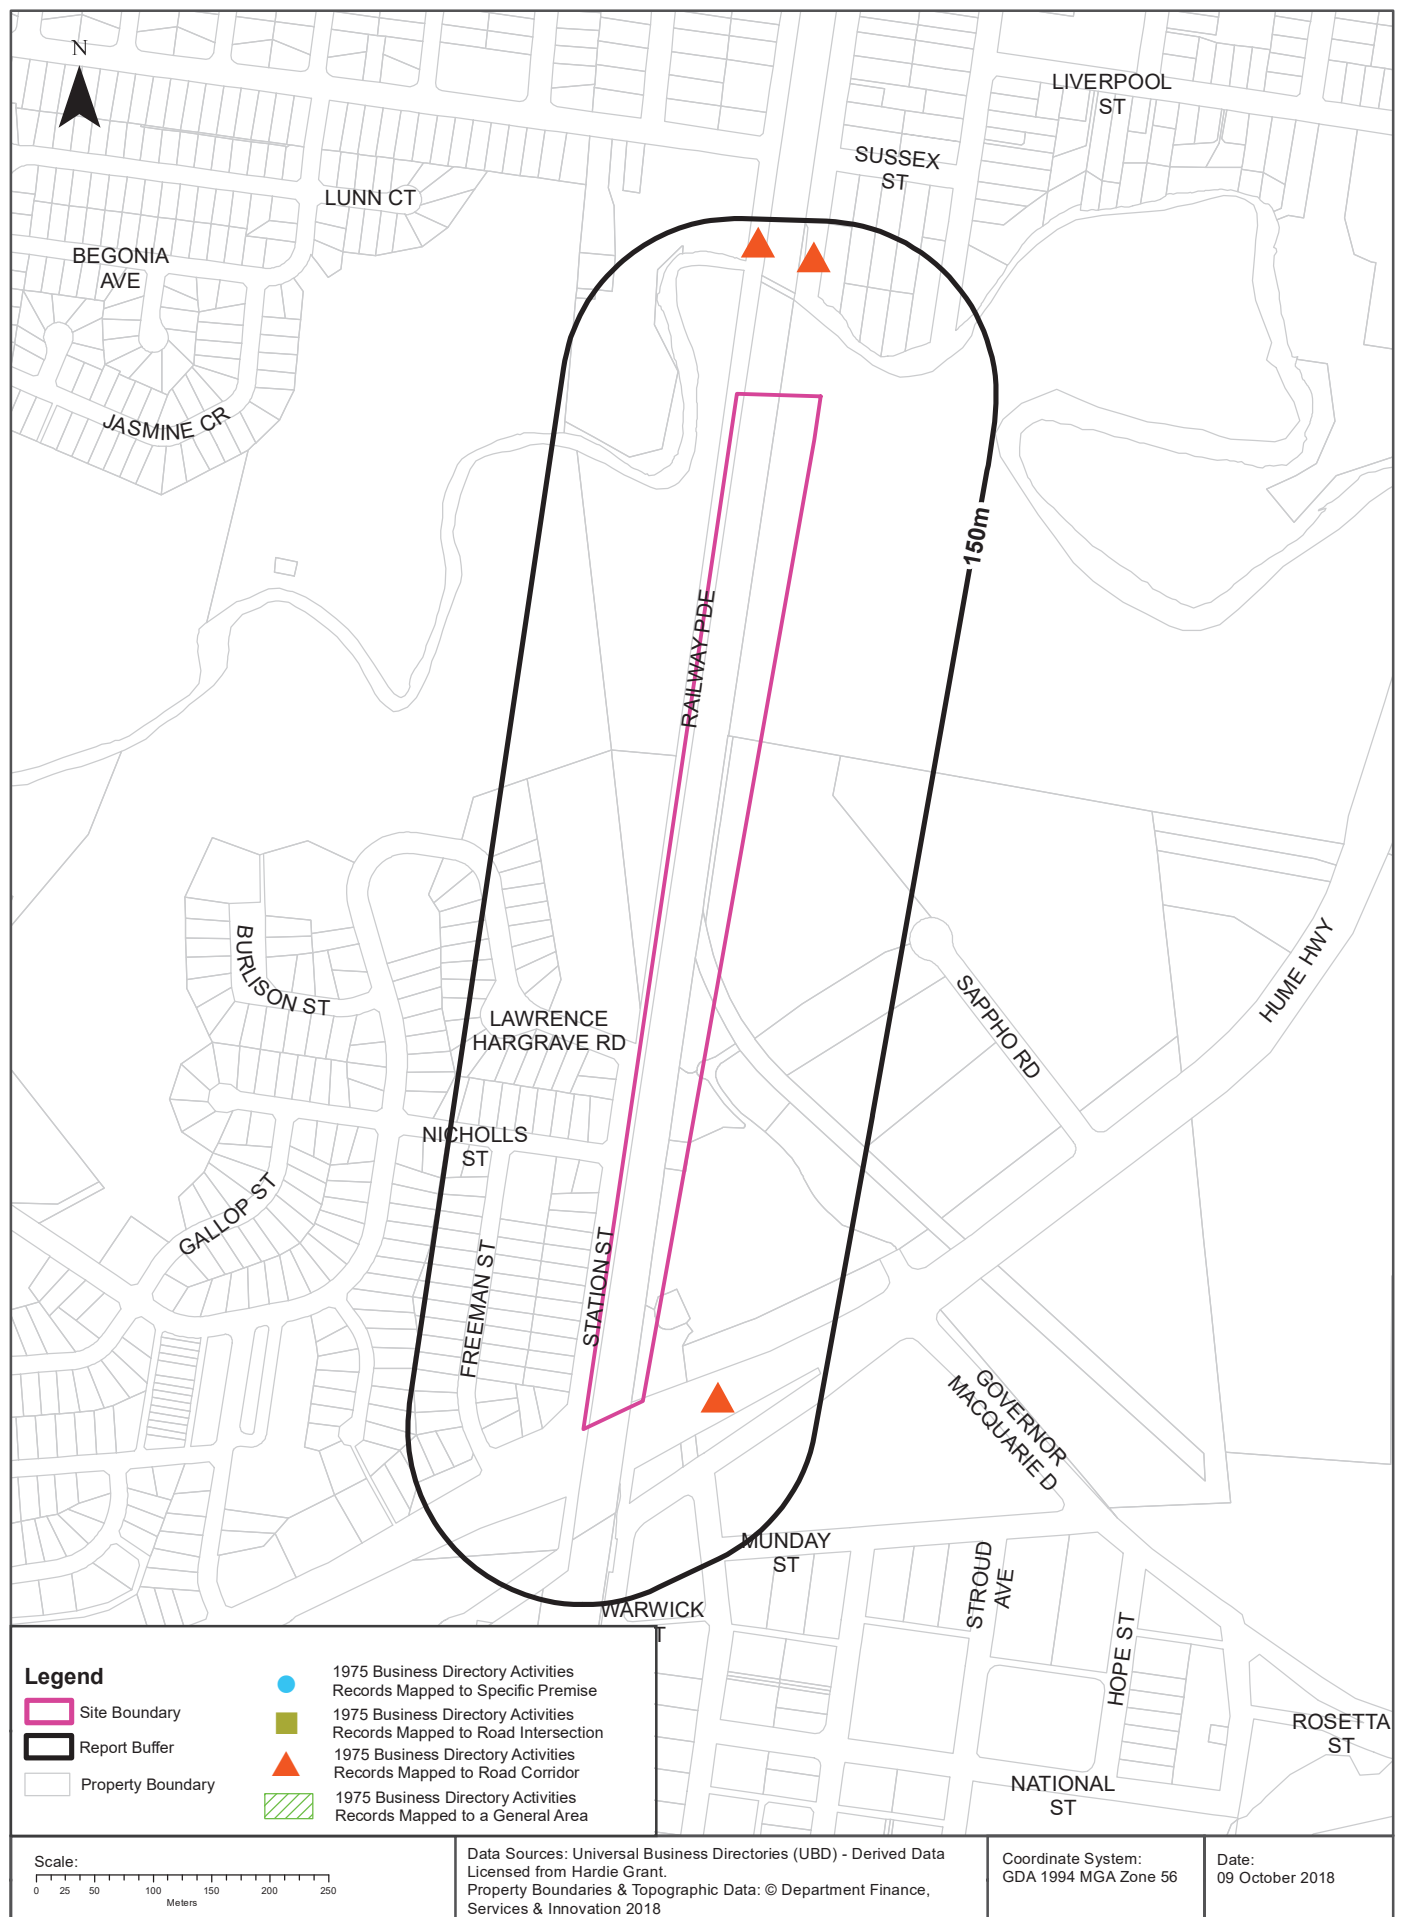 N
LIVERPOOL
ST
SUSSEX
ST
LUNN CT
BEGONIA
AVE
JASMINE CR
150m
RAILWAY PDE
BURLISON ST
HUME HWY
SAPPHO RD
LAWRENCE
HARGRAVE RD
NICHOLLS
ST
GALLOP ST
FREEMAN ST
STATION ST
GOVERNOR
MACQUARIE D
MUNDAY
ST
STROUD
AVE
WARWICK
T
HOPE ST
ROSETTA
ST
NATIONAL
ST
Legend
Site Boundary
Report Buffer
Property Boundary
1975 Business Directory Activities
Records Mapped to Specific Premise
1975 Business Directory Activities
Records Mapped to Road Intersection
1975 Business Directory Activities
Records Mapped to Road Corridor
1975 Business Directory Activities
Records Mapped to a General Area
Scale:
0 25 50 100 150 200 250
Meters
Data Sources: Universal Business Directories (UBD) - Derived Data
Licensed from Hardie Grant.
Property Boundaries & Topographic Data: © Department Finance,
Services & Innovation 2018
Coordinate System:
GDA 1994 MGA Zone 56
Date:
09 October 2018